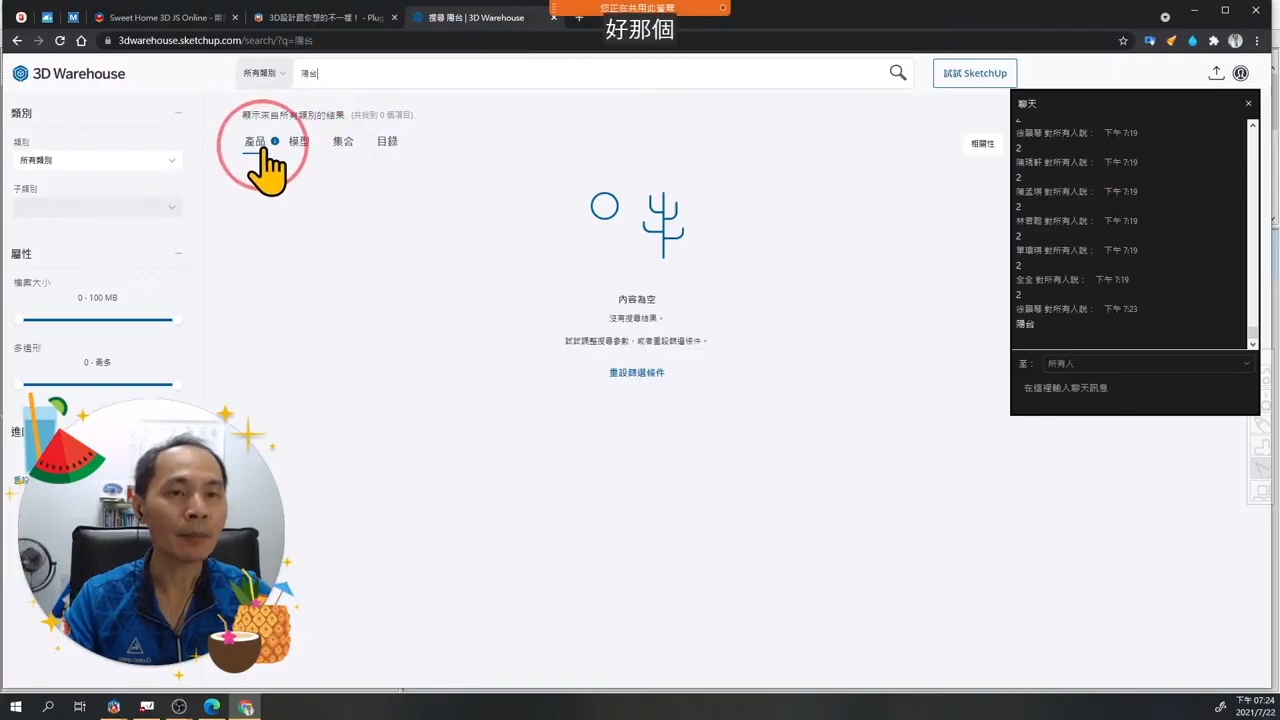 您正在共用此螢幕
好那個
Sweet Home 3D JS Online - 南
3D設計跟你想的不一樣！ - Plug
搜尋 陽台 | 3D Warehouse
3dwarehouse.sketchup.com/search/?q=陽台
3D Warehouse
所有類別
陽台
試試 SketchUp
類別
類別
所有類別
子類別
屬性
檔案大小
0 - 100 MB
多邊形
0 - 最多
進
重設
顯示來自所有類別的結果 (共找到 0 個項目)
產品
模型
集合
目錄
相關性
內容為空
沒有搜尋結果。
試試調整搜尋參數，或者重設篩選條件。
重設篩選條件
聊天
2
徐韻琴 對所有人說： 下午 7:19
2
陳琇軒 對所有人說： 下午 7:19
2
陳孟琪 對所有人說： 下午 7:19
2
林君翰 對所有人說： 下午 7:19
2
單瓊琪 對所有人說： 下午 7:19
2
全全 對所有人說： 下午 7:19
2
徐韻琴 對所有人說： 下午 7:23
陽台
至： 所有人
在這裡輸入聊天訊息
下午 07:24
2021/7/22